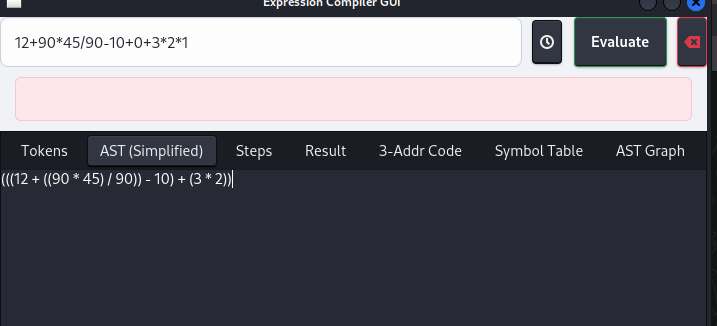 Expression Compiler GUI
12+90*45/90-10+0+3*2*1
Evaluate
Tokens AST (Simplified) Steps Result 3-Addr Code Symbol Table AST Graph
(((12 + ((90 * 45) / 90)) - 10) + (3 * 2))